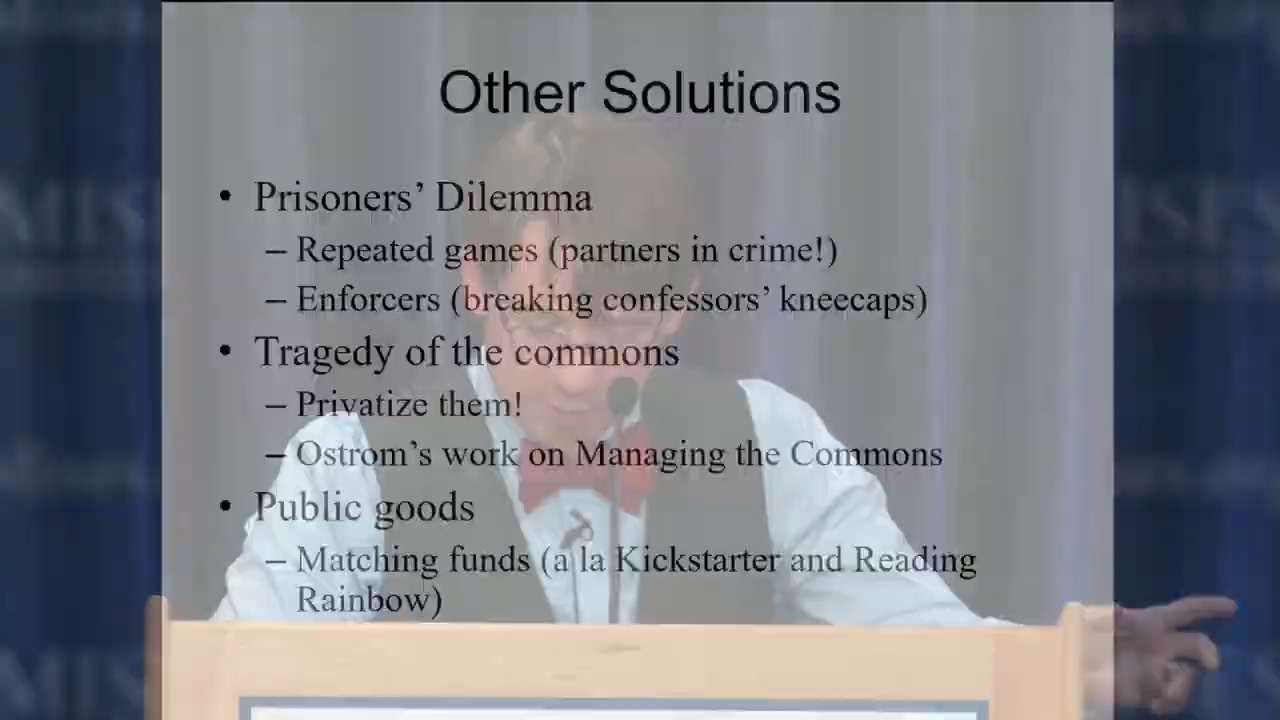 Other Solutions
• Prisoners' Dilemma
– Repeated games (partners in crime!)
– Enforcers (breaking confessors' kneecaps)
• Tragedy of the commons
– Privatize them!
– Ostrom's work on Managing the Commons
• Public goods
– Matching funds (a la Kickstarter and Reading
Rainbow)